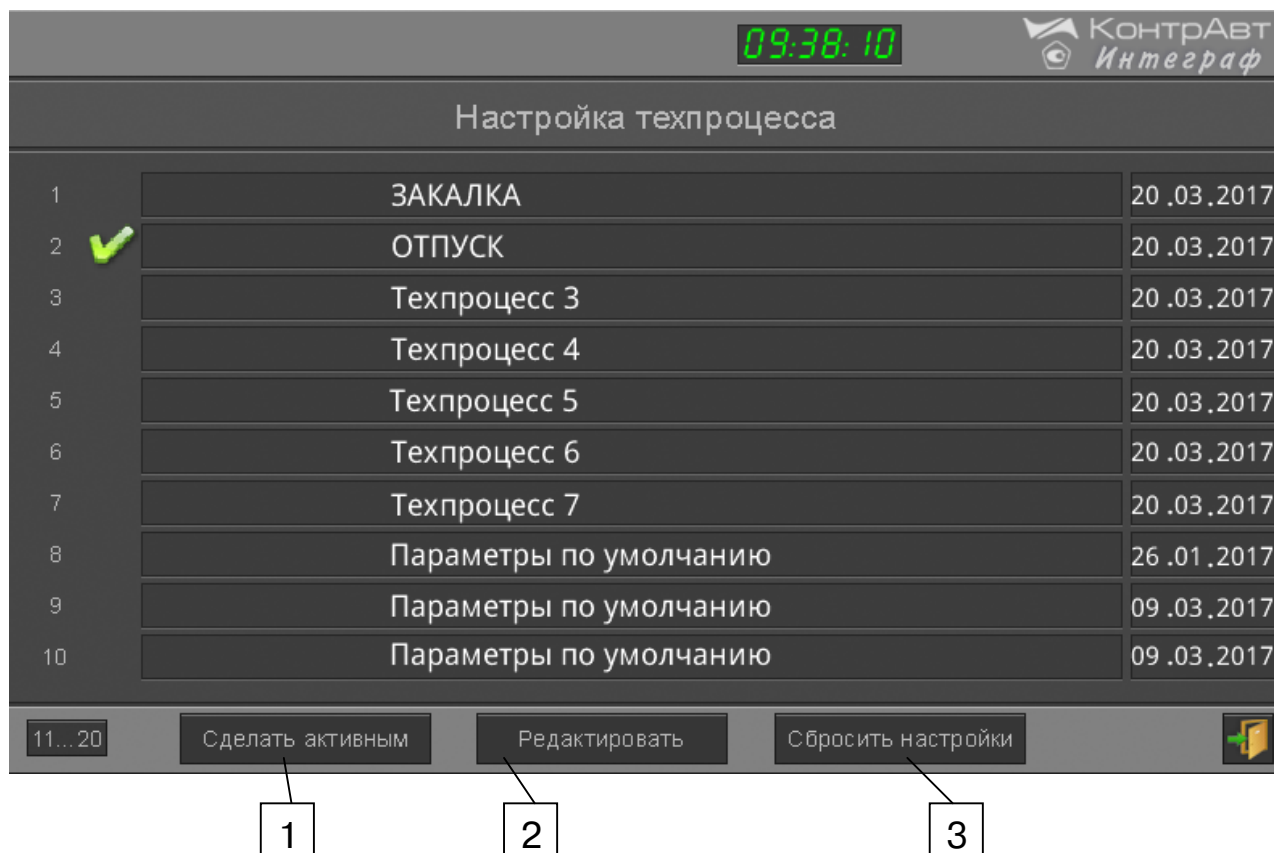 09:38:10
КонтрАвт
Интеграф
Настройка техпроцесса
1 ЗАКАЛКА 20.03.2017
2 ОТПУСК 20.03.2017
3 Техпроцесс 3 20.03.2017
4 Техпроцесс 4 20.03.2017
5 Техпроцесс 5 20.03.2017
6 Техпроцесс 6 20.03.2017
7 Техпроцесс 7 20.03.2017
8 Параметры по умолчанию 26.01.2017
9 Параметры по умолчанию 09.03.2017
10 Параметры по умолчанию 09.03.2017
11...20 Сделать активным Редактировать Сбросить настройки
1 2 3